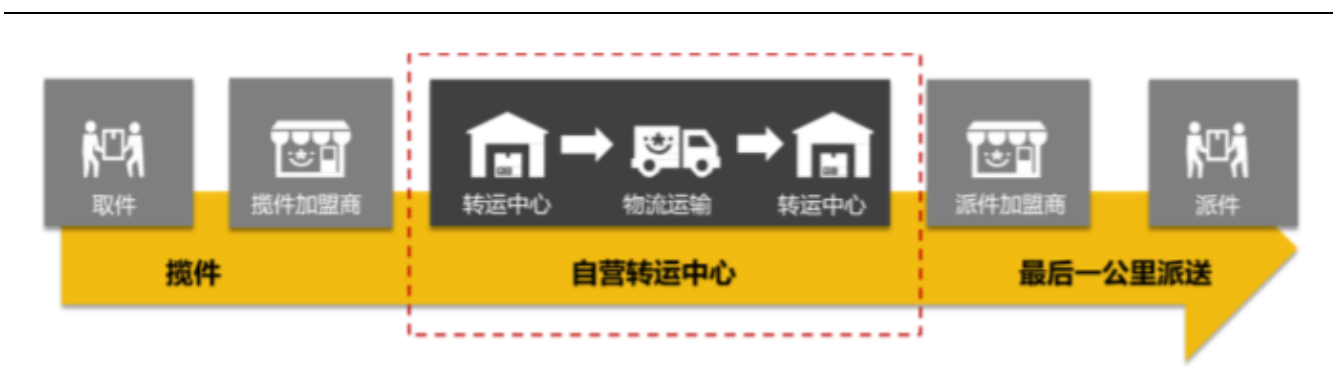 取件
揽件加盟商
转运中心
物流运输
转运中心
派件加盟商
派件
揽件
自营转运中心
最后一公里派送